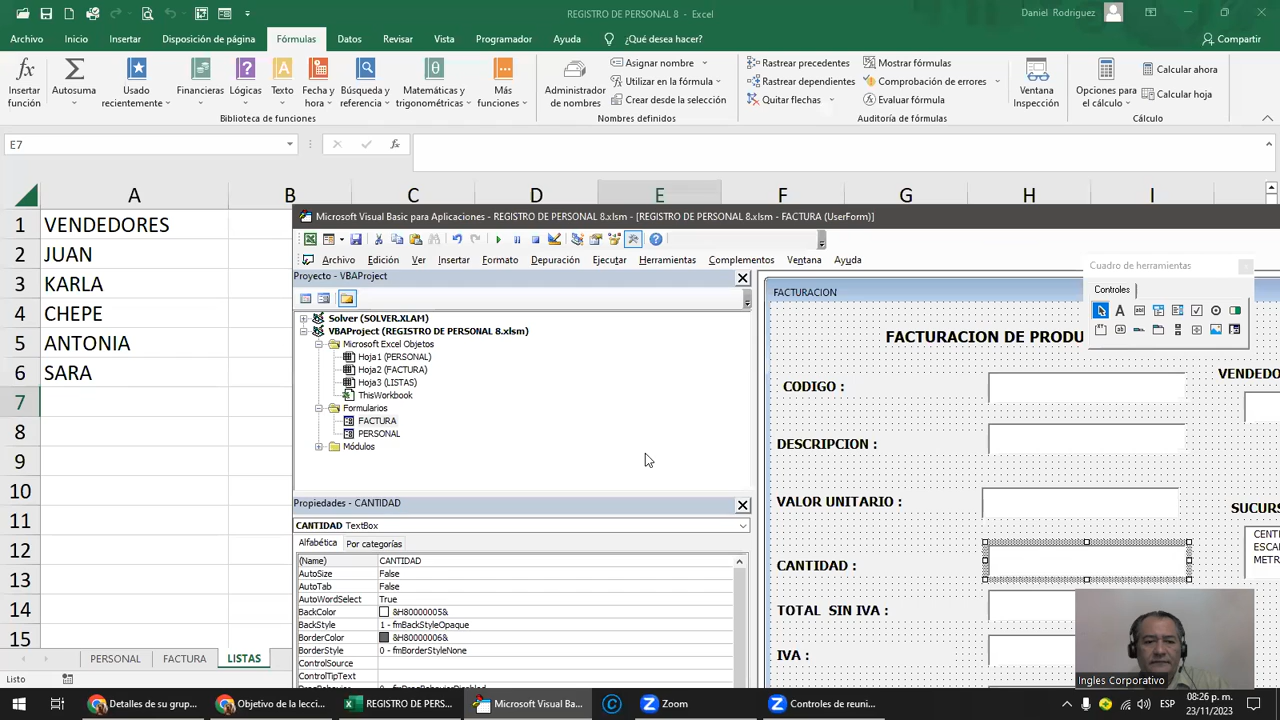 REGISTRO DE PERSONAL 8 - Excel
Daniel Rodriguez
Archivo Inicio Insertar Disposición de página Fórmulas Datos Revisar Vista Programador Ayuda ¿Qué desea hacer? Compartir
Insertar función
Autosuma
Usado recientemente
Financieras
Lógicas
Texto
Fecha y hora
Búsqueda y referencia
Matemáticas y trigonométricas
Más funciones
Biblioteca de funciones
Administrador de nombres
Asignar nombre
Utilizar en la fórmula
Crear desde la selección
Nombres definidos
Rastrear precedentes
Rastrear dependientes
Quitar flechas
Mostrar fórmulas
Comprobación de errores
Evaluar fórmula
Auditoría de fórmulas
Ventana Inspección
Opciones para el cálculo
Calcular ahora
Calcular hoja
Cálculo
E7
fx
A B C D E F G H I
1 VENDEDORES
2 JUAN
3 KARLA
4 CHEPE
5 ANTONIA
6 SARA
7
8
9
10
11
12
13
14
15
Microsoft Visual Basic para Aplicaciones - REGISTRO DE PERSONAL 8.xlsm - [REGISTRO DE PERSONAL 8.xlsm - FACTURA (UserForm)]
Archivo Edición Ver Insertar Formato Depuración Ejecutar Herramientas Complementos Ventana Ayuda
Proyecto - VBAProject
Solver (SOLVER.XLAM)
VBAProject (REGISTRO DE PERSONAL 8.xlsm)
Microsoft Excel Objetos
Hoja1 (PERSONAL)
Hoja2 (FACTURA)
Hoja3 (LISTAS)
ThisWorkbook
Formularios
FACTURA
PERSONAL
Módulos
Propiedades - CANTIDAD
CANTIDAD TextBox
Alfabética Por categorías
(Name) CANTIDAD
AutoSize False
AutoTab False
AutoWordSelect True
BackColor &H80000005&
BackStyle 1 - fmBackStyleOpaque
BorderColor &H80000006&
BorderStyle 0 - fmBorderStyleNone
ControlSource
ControlTipText
Cuadro de herramientas
Controles
FACTURACION
FACTURACION DE PRODU
CODIGO :
DESCRIPCION :
VALOR UNITARIO :
CANTIDAD :
TOTAL SIN IVA :
IVA :
VENDEDO
SUCURS
CENT
ESCA
METR
Ingles Corporativo
PERSONAL FACTURA LISTAS
Listo
Detalles de su grup...
Objetivo de la lecci...
REGISTRO DE PERS...
Microsoft Visual Ba...
Zoom
Controles de reuni...
ESP
08:26 p. m.
23/11/2023